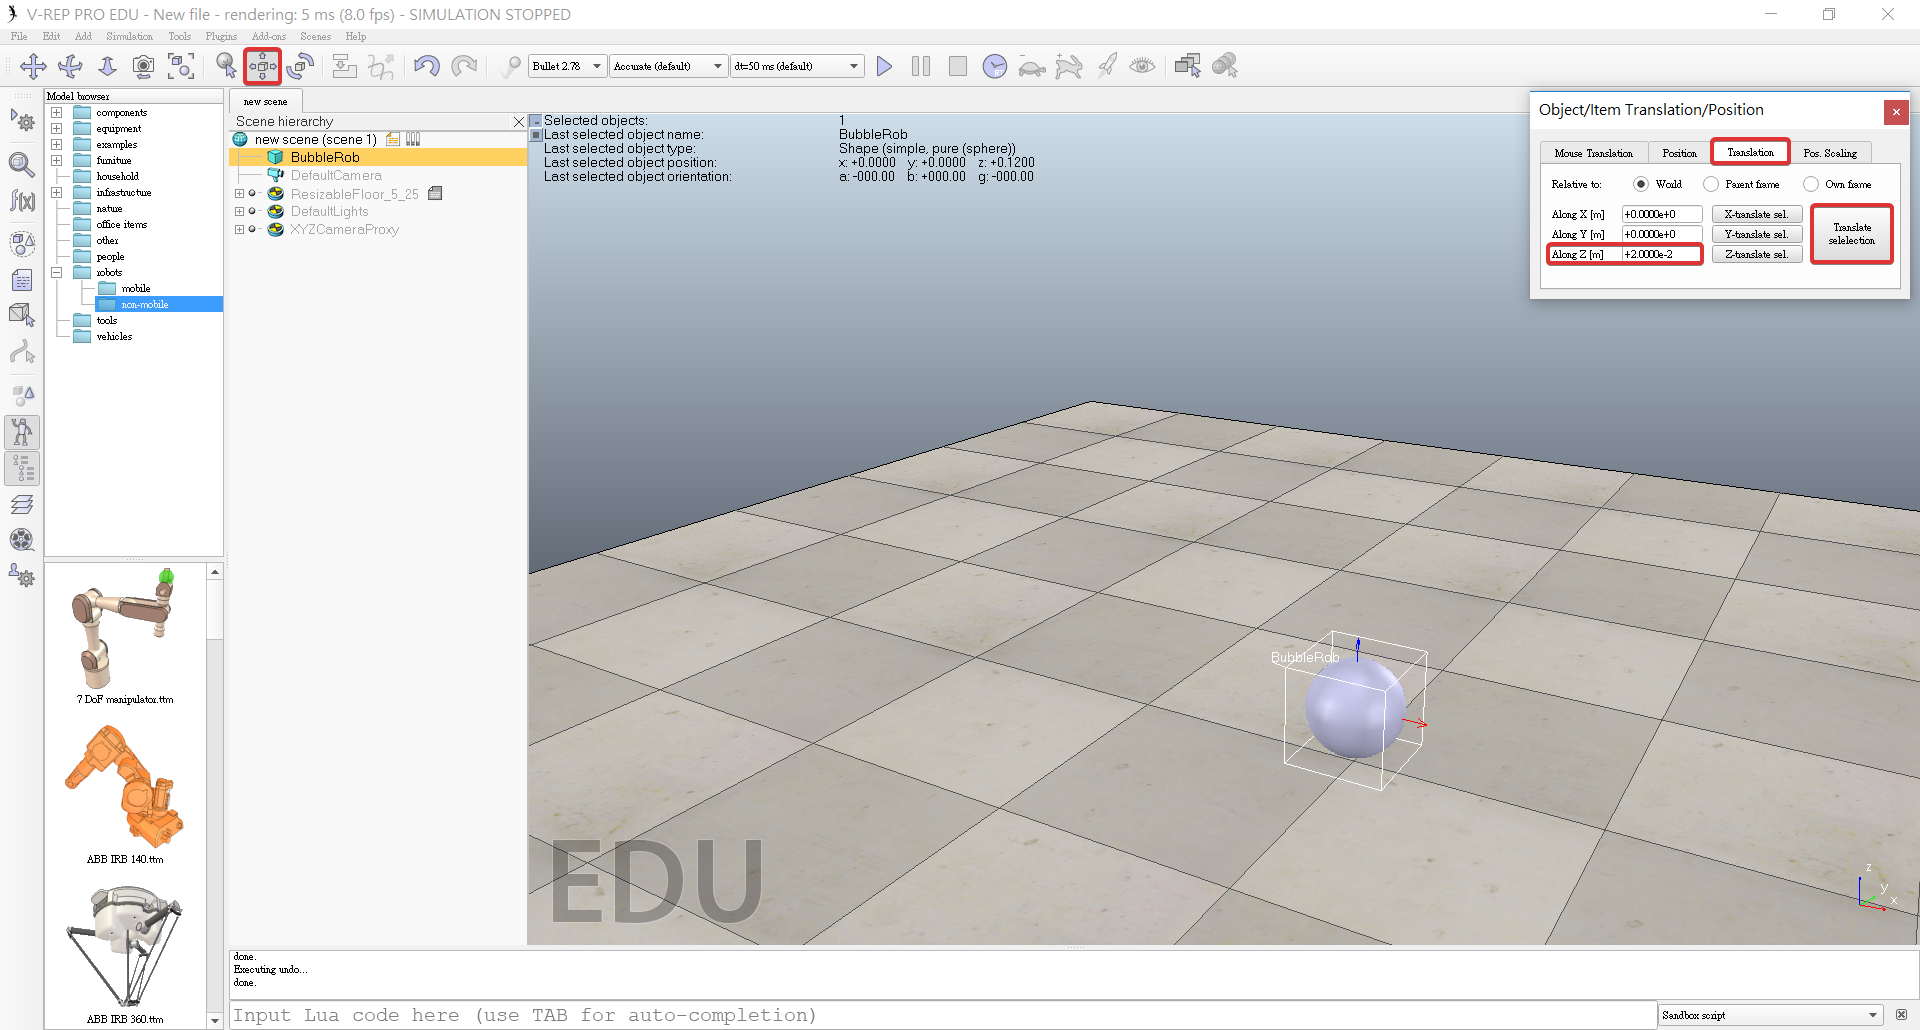 V-REP PRO EDU - New file - rendering: 5 ms (8.0 fps) - SIMULATION STOPPED
File Edit Add Simulation Tools Plugins Add-ons Scenes Help
Bullet 2.78 Accurate (default) dt=50 ms (default)
Model browser
components
equipment
examples
furniture
household
infrastructure
nature
office items
other
people
robots
mobile
non-mobile
tools
vehicles
7 DoF manipulator.ttm
ABB IRB 140.ttm
ABB IRB 360.ttm
new scene
Scene hierarchy
new scene (scene 1)
BubbleRob
DefaultCamera
ResizableFloor_5_25
DefaultLights
XYZCameraProxy
Selected objects: 1
Last selected object name: BubbleRob
Last selected object type: Shape (simple, pure (sphere))
Last selected object position: x: +0.0000 y: +0.0000 z: +0.1200
Last selected object orientation: a: -000.00 b: +000.00 g: -000.00
Object/Item Translation/Position
Mouse Translation Position Translation Pos. Scaling
Relative to: World Parent frame Own frame
Along X [m] +0.0000e+0 X-translate sel.
Along Y [m] +0.0000e+0 Y-translate sel.
Along Z [m] +2.0000e-2 Z-translate sel.
Translate
selelection
BubbleRob
EDU
z
y
x
done.
Executing undo...
done.
Input Lua code here (use TAB for auto-completion)
Sandbox script